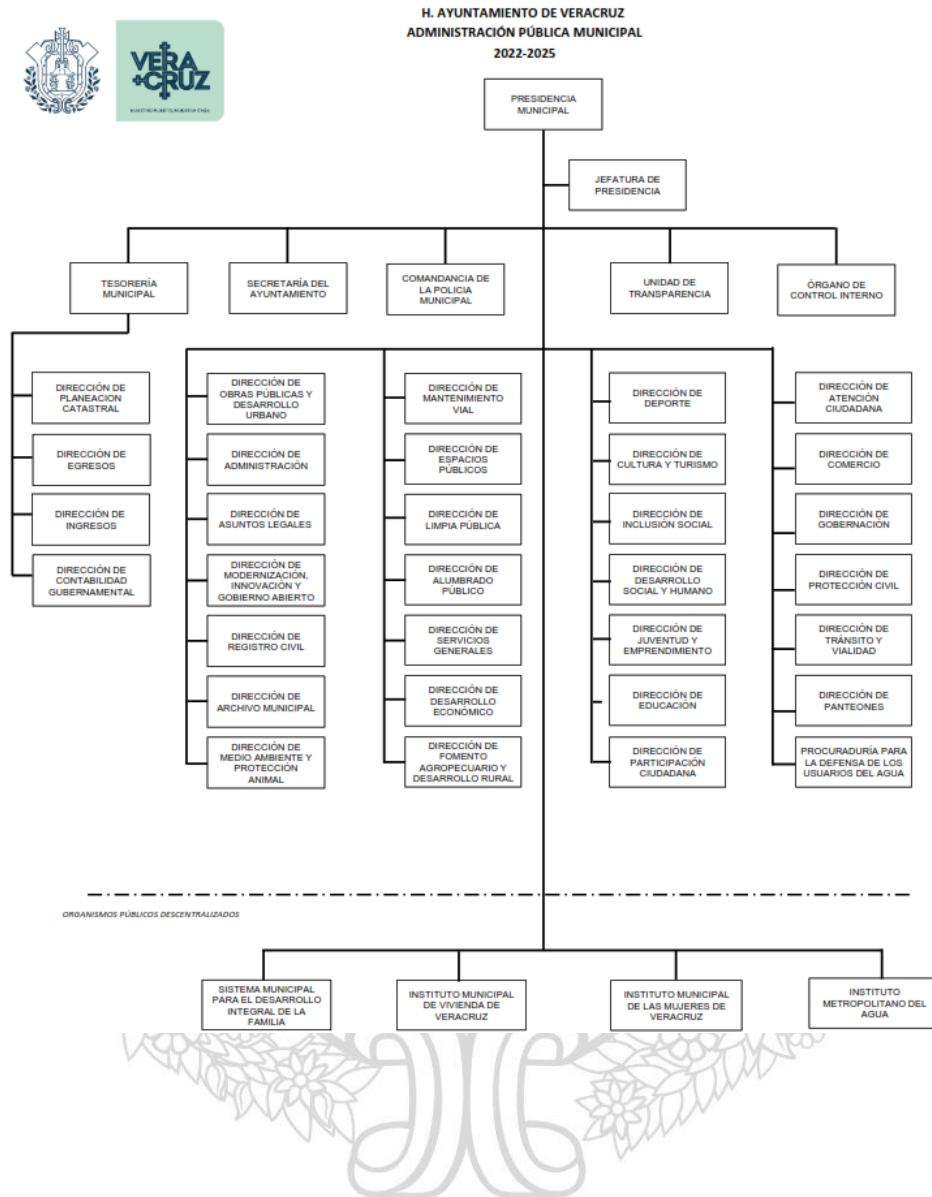 H. AYUNTAMIENTO DE VERACRUZ
ADMINISTRACIÓN PÚBLICA MUNICIPAL
2022-2025
VERA
CRUZ
PRESIDENCIA
MUNICIPAL
JEFATURA DE
PRESIDENCIA
TESORERÍA
MUNICIPAL
SECRETARÍA DEL
AYUNTAMIENTO
COMANDANCIA DE
LA POLICIA
MUNICIPAL
UNIDAD DE
TRANSPARENCIA
ÓRGANO DE
CONTROL INTERNO
DIRECCIÓN DE
PLANEACION
CATASTRAL
DIRECCIÓN DE
EGRESOS
DIRECCIÓN DE
INGRESOS
DIRECCIÓN DE
CONTABILIDAD
GUBERNAMENTAL
DIRECCIÓN DE
OBRAS PÚBLICAS Y
DESARROLLO
URBANO
DIRECCIÓN DE
ADMINISTRACIÓN
DIRECCIÓN DE
ASUNTOS LEGALES
DIRECCIÓN DE
MODERNIZACIÓN,
INNOVACIÓN Y
GOBIERNO ABIERTO
DIRECCIÓN DE
REGISTRO CIVIL
DIRECCIÓN DE
ARCHIVO MUNICIPAL
DIRECCIÓN DE
MEDIO AMBIENTE Y
PROTECCIÓN
ANIMAL
DIRECCIÓN DE
MANTENIMIENTO
VIAL
DIRECCIÓN DE
ESPACIOS
PÚBLICOS
DIRECCIÓN DE
LIMPIA PÚBLICA
DIRECCIÓN DE
ALUMBRADO
PÚBLICO
DIRECCIÓN DE
SERVICIOS
GENERALES
DIRECCIÓN DE
DESARROLLO
ECONÓMICO
DIRECCIÓN DE
FOMENTO
AGROPECUARIO Y
DESARROLLO RURAL
DIRECCIÓN DE
DEPORTE
DIRECCIÓN DE
CULTURA Y TURISMO
DIRECCIÓN DE
INCLUSIÓN SOCIAL
DIRECCIÓN DE
DESARROLLO
SOCIAL Y HUMANO
DIRECCIÓN DE
JUVENTUD Y
EMPRENDIMIENTO
DIRECCIÓN DE
EDUCACIÓN
DIRECCIÓN DE
PARTICIPACIÓN
CIUDADANA
DIRECCIÓN DE
ATENCIÓN
CIUDADANA
DIRECCIÓN DE
COMERCIO
DIRECCIÓN DE
GOBERNACIÓN
DIRECCIÓN DE
PROTECCIÓN CIVIL
DIRECCIÓN DE
TRÁNSITO Y
VIALIDAD
DIRECCIÓN DE
PANTEONES
PROCURADURÍA PARA
LA DEFENSA DE LOS
USUARIOS DEL AGUA
ORGANISMOS PÚBLICOS DESCENTRALIZADOS
SISTEMA MUNICIPAL
PARA EL DESARROLLO
INTEGRAL DE LA
FAMILIA
INSTITUTO MUNICIPAL
DE VIVIENDA DE
VERACRUZ
INSTITUTO MUNICIPAL
DE LAS MUJERES DE
VERACRUZ
INSTITUTO
METROPOLITANO DEL
AGUA